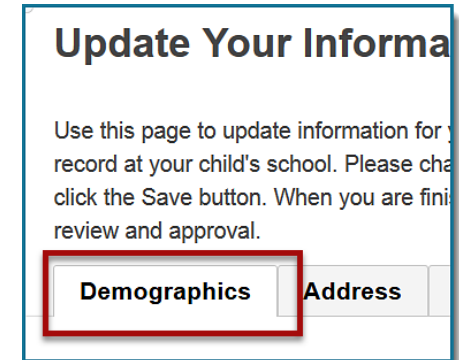 Update Your Informa
Use this page to update information for
record at your child's school. Please cha
click the Save button. When you are fini
review and approval.
Demographics Address